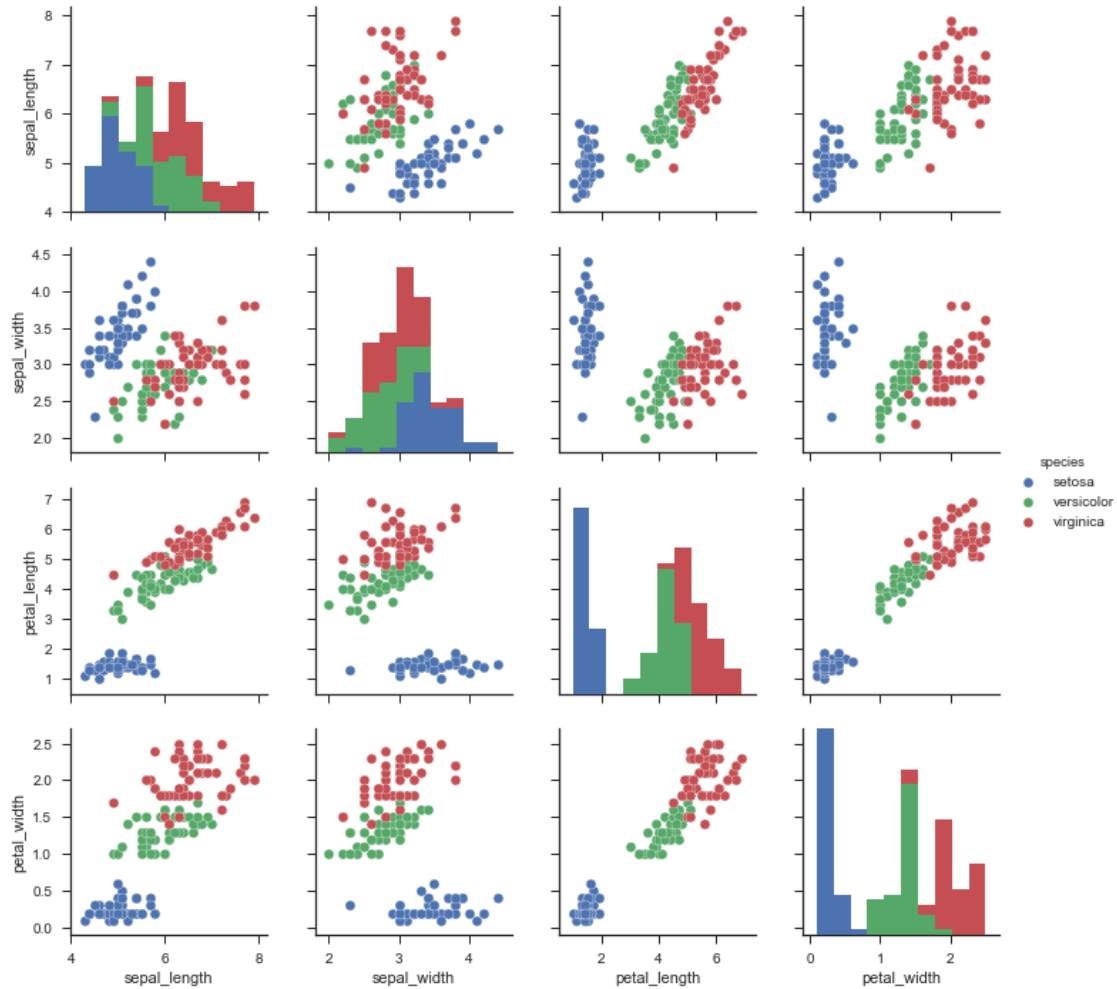 sepal_length
8
7
6
5
4
sepal_width
4.5
4.0
3.5
3.0
2.5
2.0
species
setosa
versicolor
virginica
petal_length
7
6
5
4
3
2
1
petal_width
2.5
2.0
1.5
1.0
0.5
0.0
4 6 8
2 3 4
2 4 6
0 1 2
sepal_length
sepal_width
petal_length
petal_width